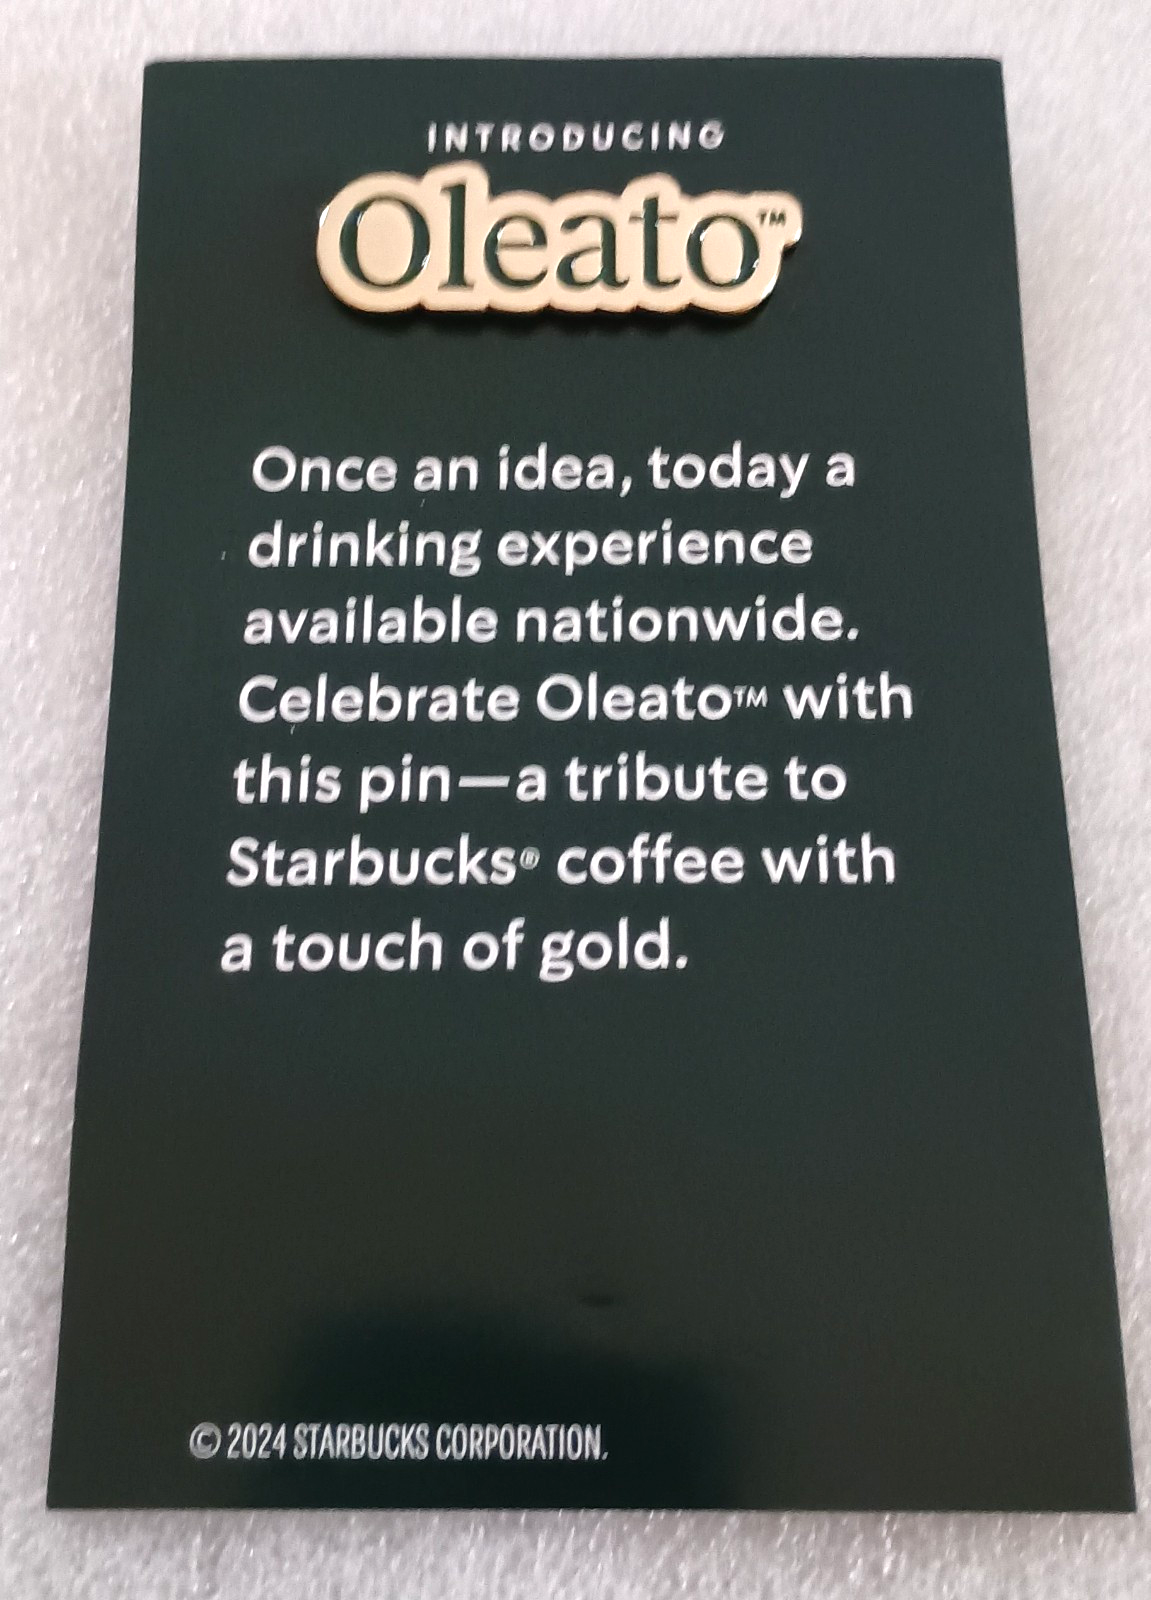 INTRODUCING
Oleato™
Once an idea, today a
drinking experience
available nationwide.
Celebrate Oleato™ with
this pin—a tribute to
Starbucks® coffee with
a touch of gold.
© 2024 STARBUCKS CORPORATION.